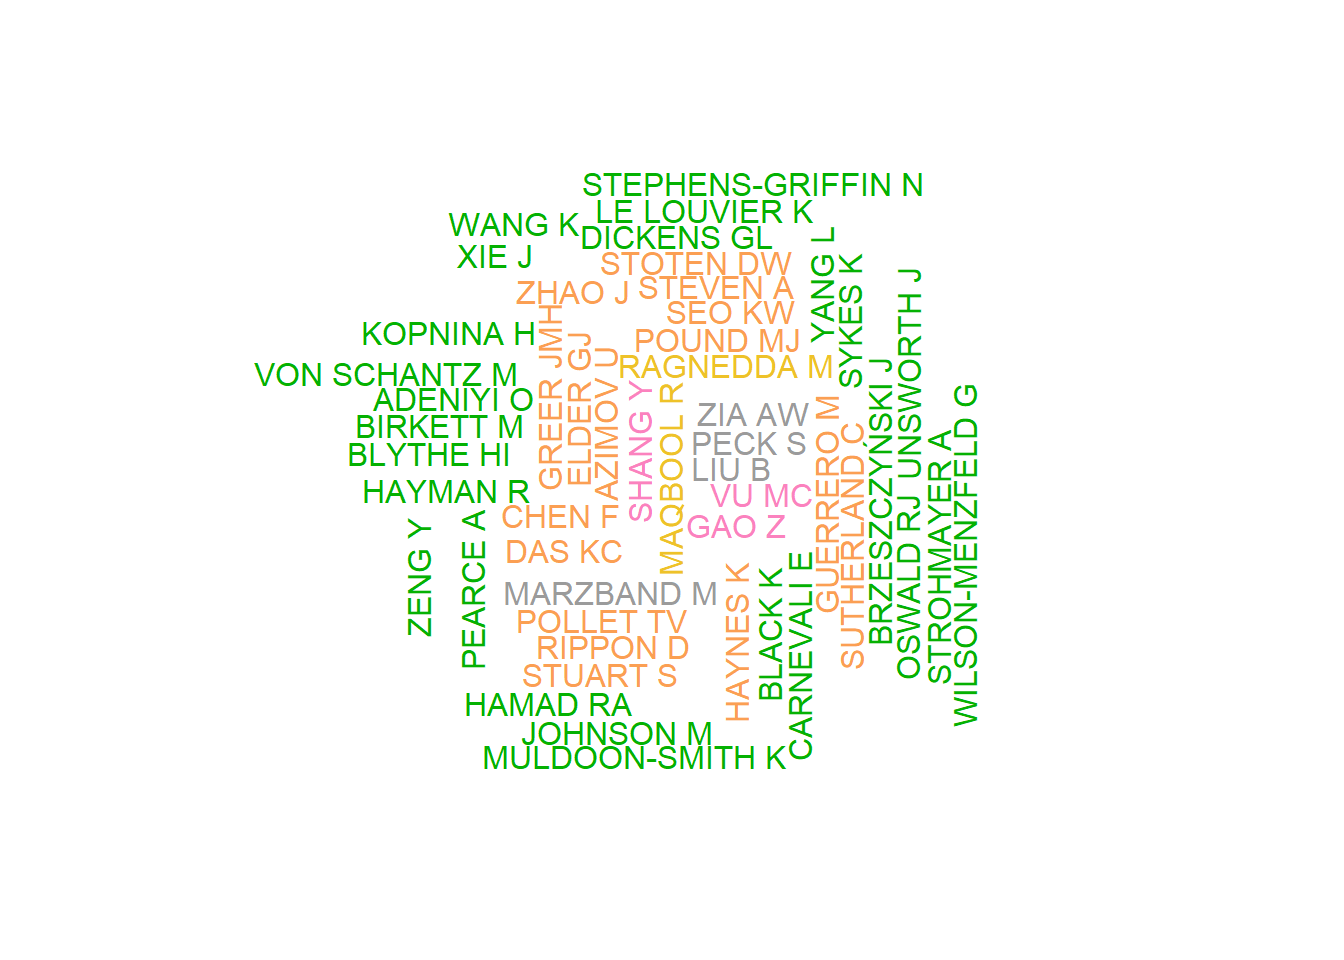 STEPHENS-GRIFFIN N
LE LOUVIER K
WANG K
DICKENS GL
XIE J
STOTEN DW
STEVEN A
ZHAO J
SEO KW
YANG L
SYKES K
KOPNINA H
POUND MJ
RAGNEDDA M
VON SCHANTZ M
ADENIYI O
BIRKETT M
BLYTHE HI
HAYMAN R
GREER JMH
ELDER GJ
AZIMOV U
SHANG Y
MAQBOOL R
ZIA AW
PECK S
LIU B
VU MC
GAO Z
GUERRERO M
SUTHERLAND C
BRZESZCZYŃSKI J
OSWALD RJ UNSWORTH J
STROHMAYER A
WILSON-MENZFELD G
CHEN F
DAS KC
ZENG Y
PEARCE A
MARZBAND M
POLLET TV
RIPPON D
STUART S
HAYNES K
BLACK K
CARNEVALI E
HAMAD RA
JOHNSON M
MULDOON-SMITH K